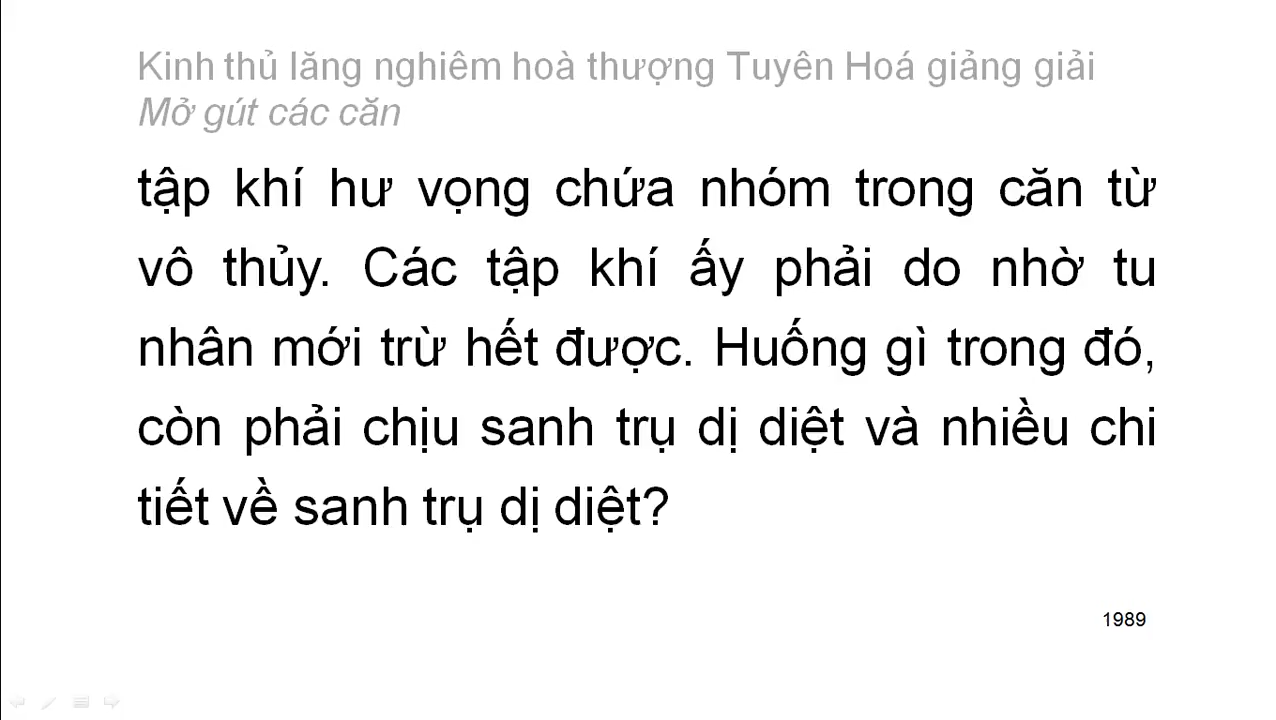 Kinh thủ lăng nghiêm hoà thượng Tuyên Hoá giảng giải
Mở gút các căn
tập khí hư vọng chứa nhóm trong căn từ
vô thủy. Các tập khí ấy phải do nhờ tu
nhân mới trừ hết được. Huống gì trong đó,
còn phải chịu sanh trụ dị diệt và nhiều chi
tiết về sanh trụ dị diệt?
1989